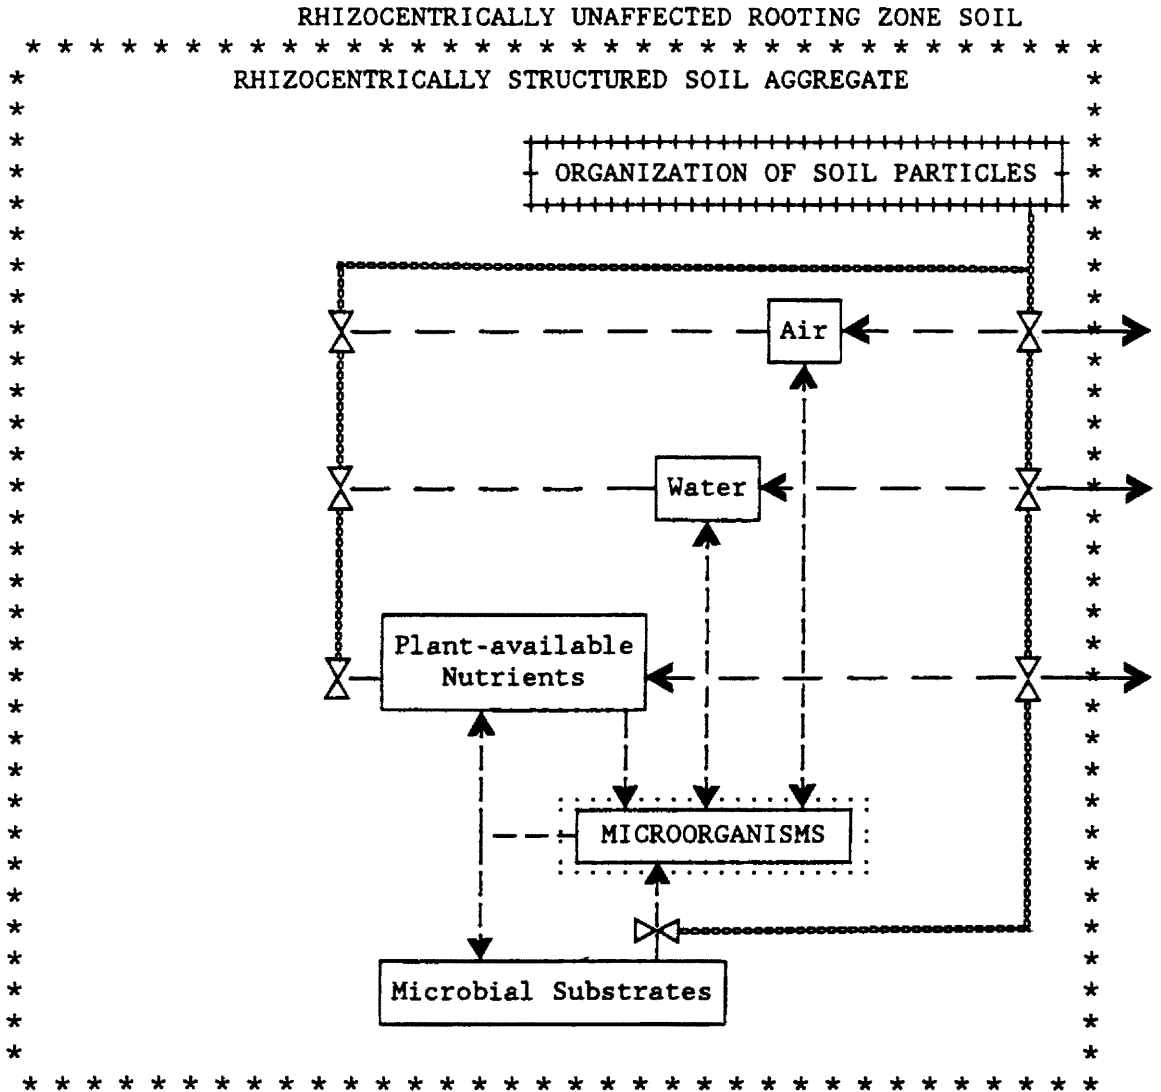 RHIZOCENTRICALLY UNAFFECTED ROOTING ZONE SOIL
RHIZOCENTRICALLY STRUCTURED SOIL AGGREGATE
ORGANIZATION OF SOIL PARTICLES
Air
Water
Plant-available
Nutrients
MICROORGANISMS
Microbial Substrates